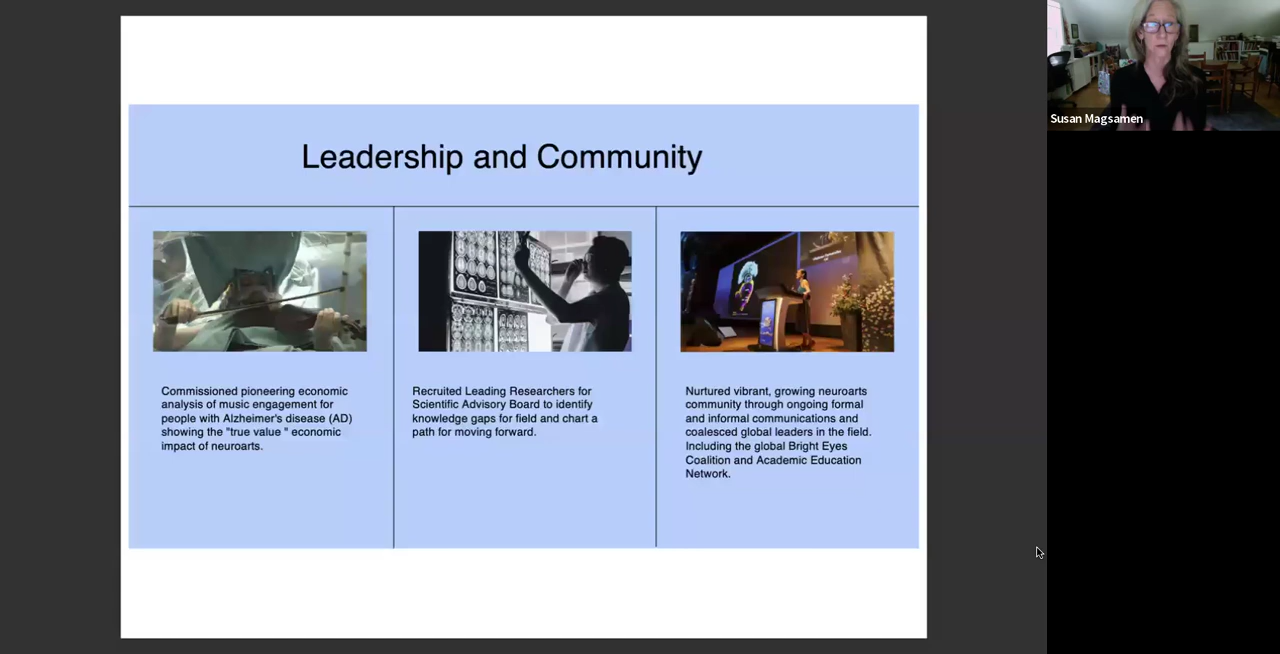 Leadership and Community
Commissioned pioneering economic
analysis of music engagement for
people with Alzheimer's disease (AD)
showing the "true value " economic
impact of neuroarts.
Recruited Leading Researchers for
Scientific Advisory Board to identify
knowledge gaps for field and chart a
path for moving forward.
Nurtured vibrant, growing neuroarts
community through ongoing formal
and informal communications and
coalesced global leaders in the field.
Including the global Bright Eyes
Coalition and Academic Education
Network.
Susan Magsamen